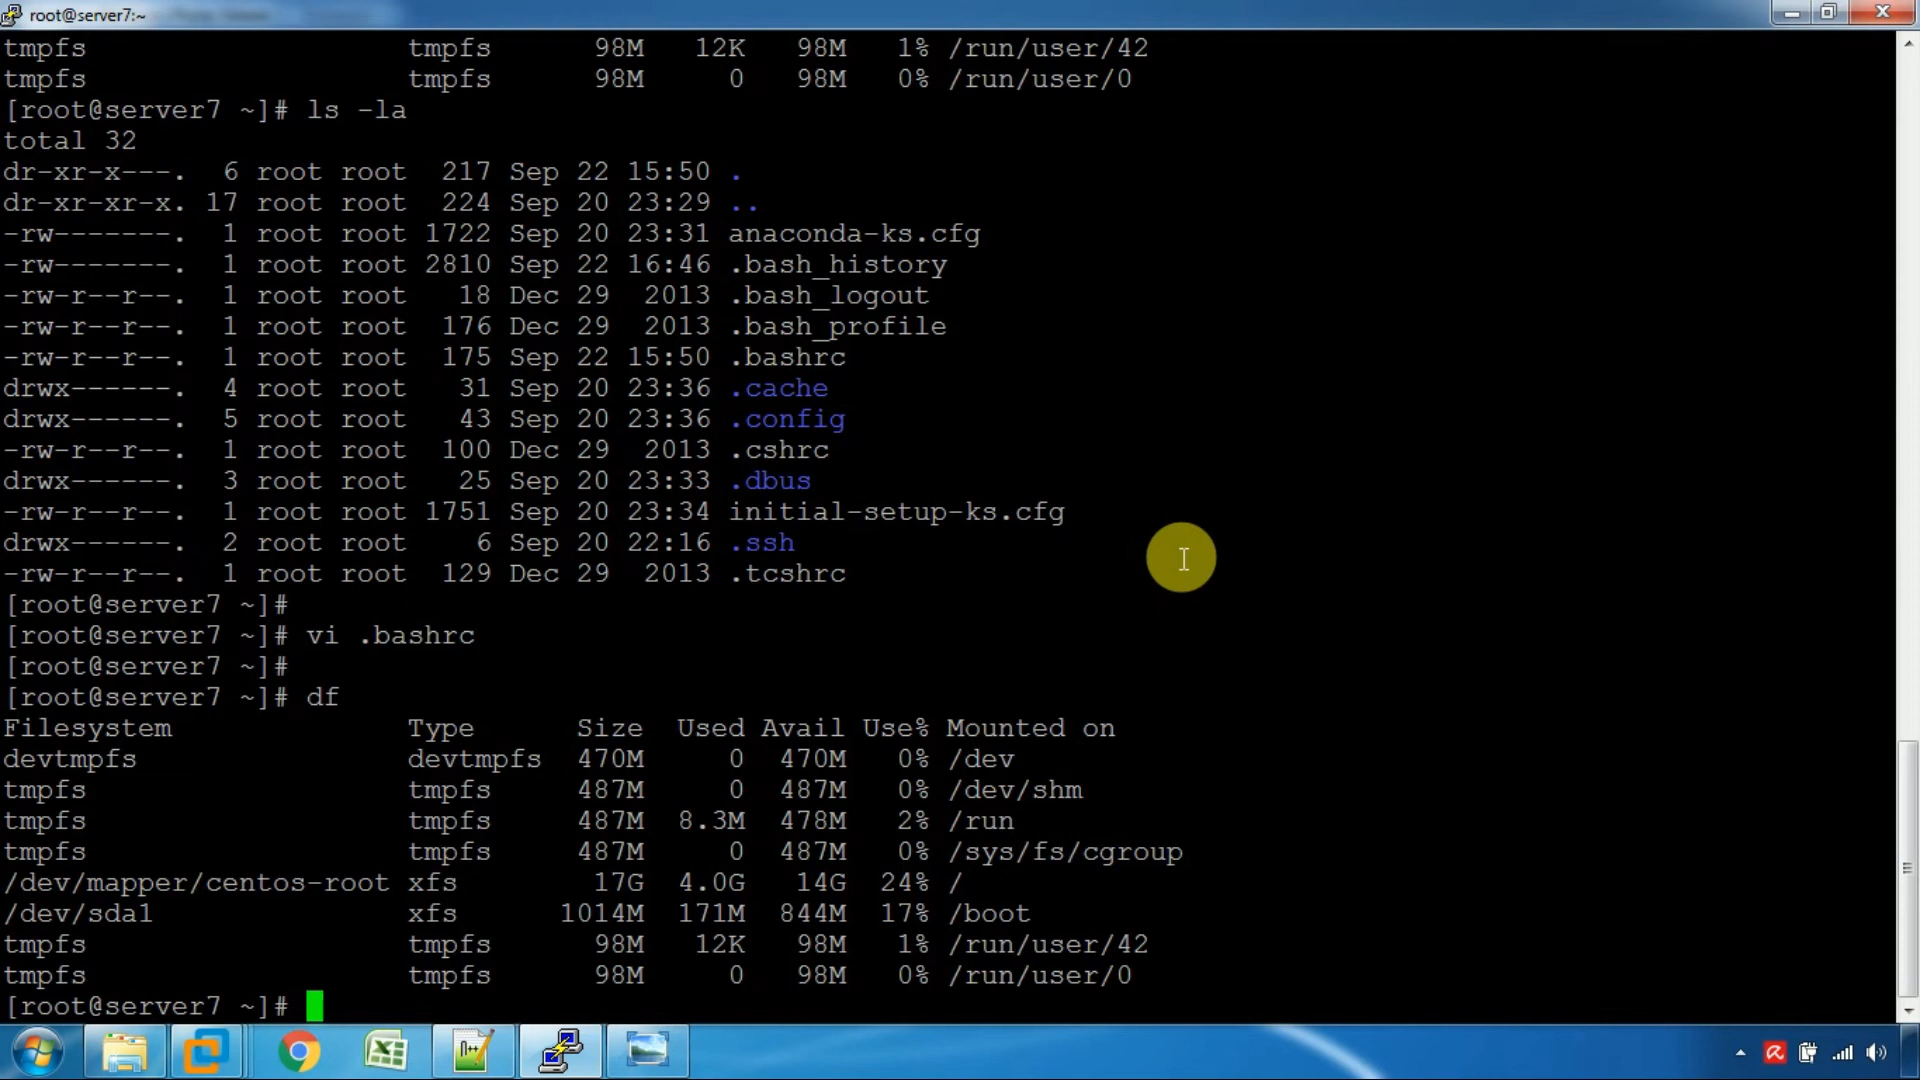 root@server7:~
tmpfs tmpfs 98M 12K 98M 1% /run/user/42
tmpfs tmpfs 98M 0 98M 0% /run/user/0
[root@server7 ~]# ls -la
total 32
dr-xr-x---. 6 root root 217 Sep 22 15:50 .
dr-xr-xr-x. 17 root root 224 Sep 20 23:29 ..
-rw-------. 1 root root 1722 Sep 20 23:31 anaconda-ks.cfg
-rw-------. 1 root root 2810 Sep 22 16:46 .bash_history
-rw-r--r--. 1 root root 18 Dec 29 2013 .bash_logout
-rw-r--r--. 1 root root 176 Dec 29 2013 .bash_profile
-rw-r--r--. 1 root root 175 Sep 22 15:50 .bashrc
drwx------. 4 root root 31 Sep 20 23:36 .cache
drwx------. 5 root root 43 Sep 20 23:36 .config
-rw-r--r--. 1 root root 100 Dec 29 2013 .cshrc
drwx------. 3 root root 25 Sep 20 23:33 .dbus
-rw-r--r--. 1 root root 1751 Sep 20 23:34 initial-setup-ks.cfg
drwx------. 2 root root 6 Sep 20 22:16 .ssh
-rw-r--r--. 1 root root 129 Dec 29 2013 .tcshrc
[root@server7 ~]#
[root@server7 ~]# vi .bashrc
[root@server7 ~]#
[root@server7 ~]# df
Filesystem Type Size Used Avail Use% Mounted on
devtmpfs devtmpfs 470M 0 470M 0% /dev
tmpfs tmpfs 487M 0 487M 0% /dev/shm
tmpfs tmpfs 487M 8.3M 478M 2% /run
tmpfs tmpfs 487M 0 487M 0% /sys/fs/cgroup
/dev/mapper/centos-root xfs 17G 4.0G 14G 24% /
/dev/sda1 xfs 1014M 171M 844M 17% /boot
tmpfs tmpfs 98M 12K 98M 1% /run/user/42
tmpfs tmpfs 98M 0 98M 0% /run/user/0
[root@server7 ~]#